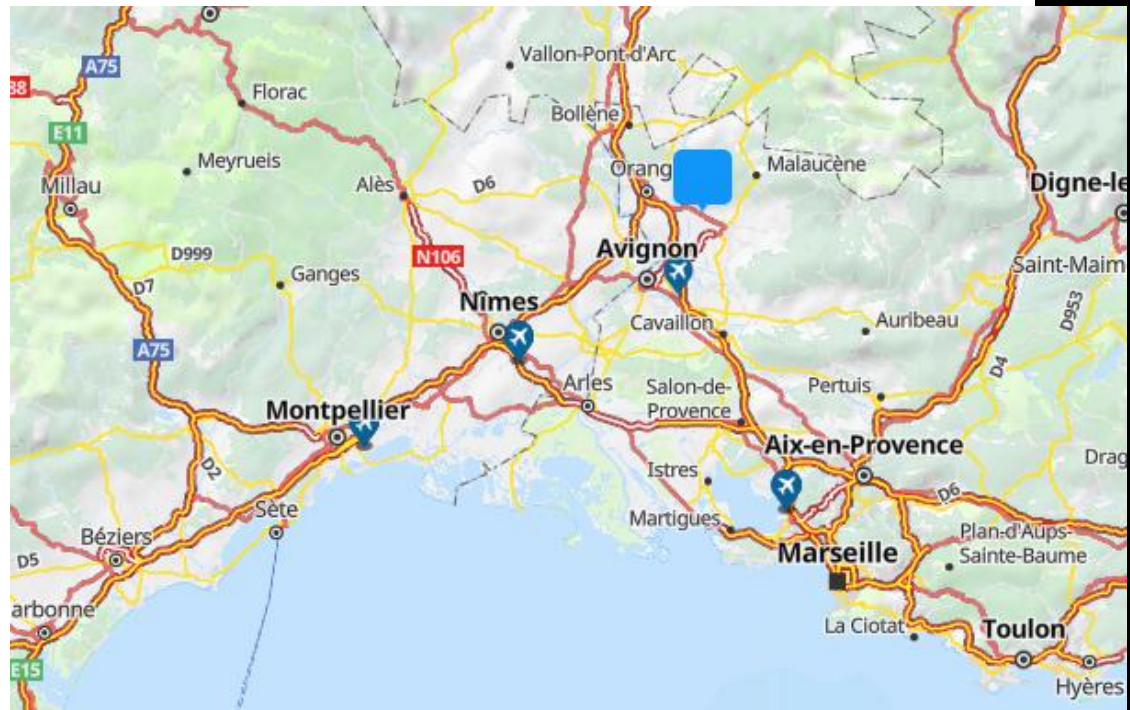 Vallon-Pont-d'Arc
A75
88
Florac
Bollène
E11
Meyrueis
Orang
Malaucène
Millau
Alès
D6
Digne-le
D999
N106
Avignon
Saint-Maim
D7
Ganges
Nîmes
D953
Cavaillon
Auribeau
A75
Arles
Salon-de-
Provence
Pertuis
D4
Montpellier
Aix-en-Provence
D2
Istres
Drag
Sète
D6
Béziers
Martigues
Plan-d'Aups-
Sainte-Baume
D5
Marseille
arbonne
La Ciotat
Toulon
E15
Hyères